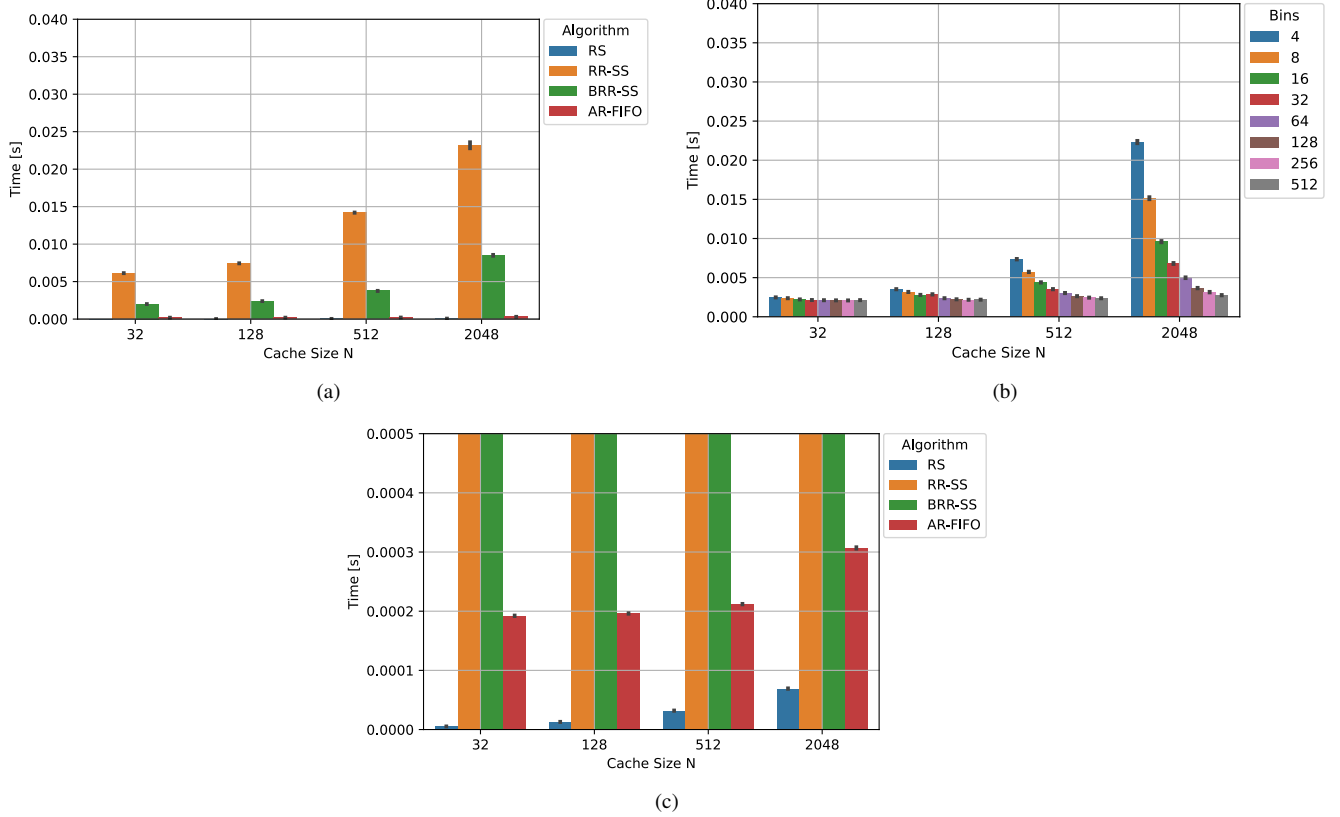 0.040
0.035
0.030
0.025
0.020
0.015
0.010
0.005
0.000
Time [s]
32
128
512
2048
Cache Size N
Algorithm
RS
RR-SS
BRR-SS
AR-FIFO
(a)
0.040
0.035
0.030
0.025
0.020
0.015
0.010
0.005
0.000
Time [s]
32
128
512
2048
Cache Size N
Bins
4
8
16
32
64
128
256
512
(b)
0.0005
0.0004
0.0003
0.0002
0.0001
0.0000
Time [s]
32
128
512
2048
Cache Size N
Algorithm
RS
RR-SS
BRR-SS
AR-FIFO
(c)